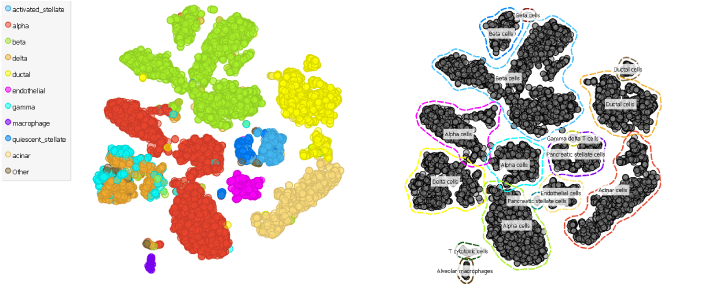 activated_stellate
alpha
beta
delta
ductal
endothelial
gamma
macrophage
quiescent_stellate
acinar
Other
Beta cells
Beta cells
Ductal cells
Beta cells
Ductal cells
Alpha cells
Gamma delta T cells
Pancreatic stellate cells
Alpha cells
Delta cells
Endothelial cells
Acinar cells
Pancreatic stellate cells
Alpha cells
T cytotoxic cells
Alveolar macrophages